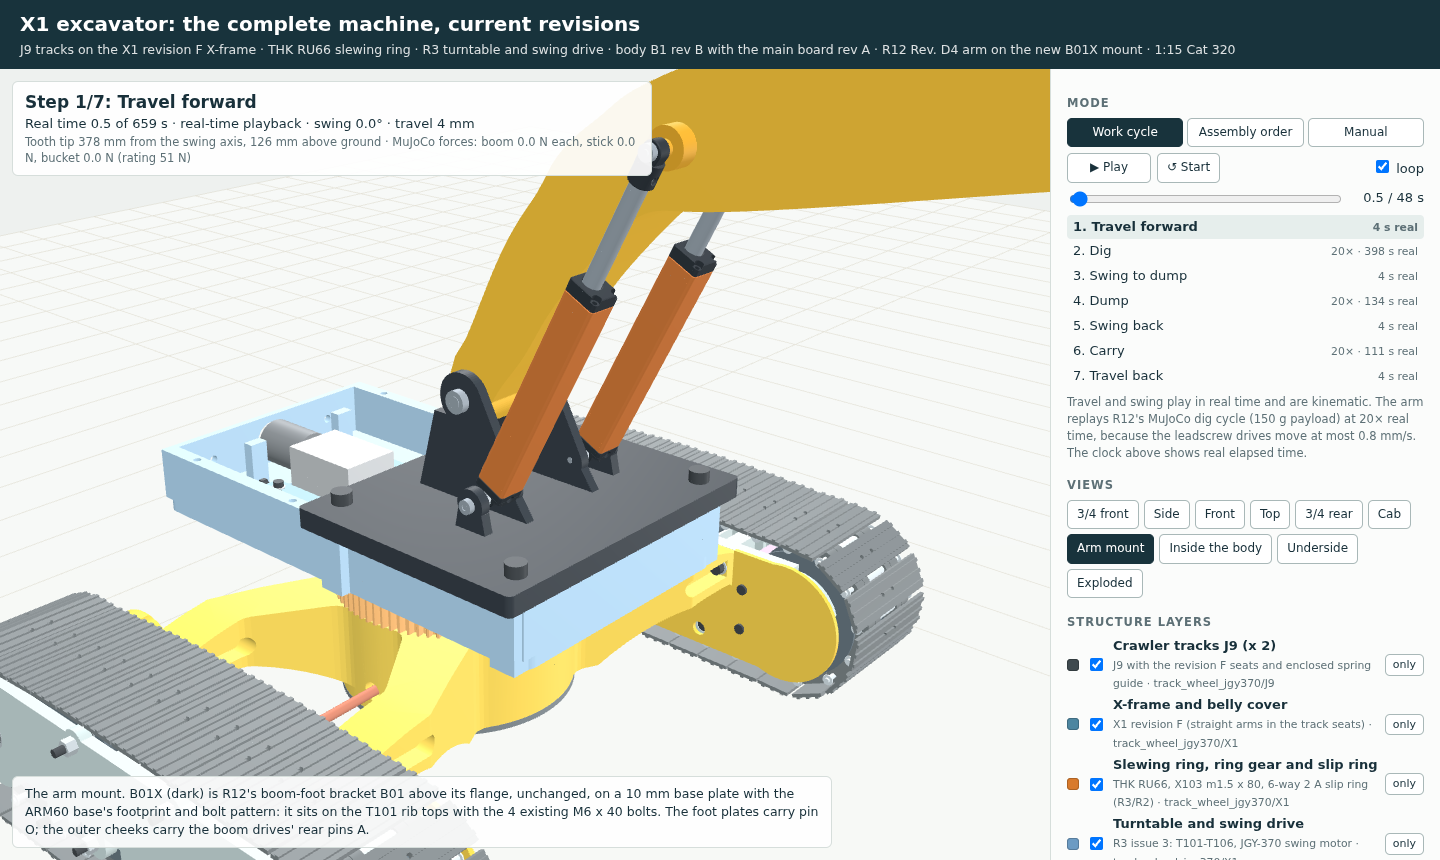 X1 excavator: the complete machine, current revisions
J9 tracks on the X1 revision F X-frame · THK RU66 slewing ring · R3 turntable and swing drive · body B1 rev B with the main board rev A · R12 Rev. D4 arm on the new B01X mount · 1:15 Cat 320
Step 1/7: Travel forward
Real time 0.5 of 659 s · real-time playback · swing 0.0° · travel 4 mm
Tooth tip 378 mm from the swing axis, 126 mm above ground · MuJoCo forces: boom 0.0 N each, stick 0.0
N, bucket 0.0 N (rating 51 N)
The arm mount. B01X (dark) is R12's boom-foot bracket B01 above its flange, unchanged, on a 10 mm base plate with the
ARM60 base's footprint and bolt pattern: it sits on the T101 rib tops with the 4 existing M6 x 40 bolts. The foot plates carry pin
O; the outer cheeks carry the boom drives' rear pins A.
MODE
Work cycle Assembly order Manual
▶ Play ↺ Start loop
0.5 / 48 s
1. Travel forward 4 s real
2. Dig 20× · 398 s real
3. Swing to dump 4 s real
4. Dump 20× · 134 s real
5. Swing back 4 s real
6. Carry 20× · 111 s real
7. Travel back 4 s real
Travel and swing play in real time and are kinematic. The arm
replays R12's MuJoCo dig cycle (150 g payload) at 20× real
time, because the leadscrew drives move at most 0.8 mm/s.
The clock above shows real elapsed time.
VIEWS
3/4 front Side Front Top 3/4 rear Cab
Arm mount Inside the body Underside
Exploded
STRUCTURE LAYERS
Crawler tracks J9 (x 2)
J9 with the revision F seats and enclosed spring only
guide · track_wheel_jgy370/J9
X-frame and belly cover
X1 revision F (straight arms in the track seats) · only
track_wheel_jgy370/X1
Slewing ring, ring gear and slip ring
THK RU66, X103 m1.5 x 80, 6-way 2 A slip ring only
(R3/R2) · track_wheel_jgy370/X1
Turntable and swing drive
R3 issue 3: T101-T106, JGY-370 swing motor · only